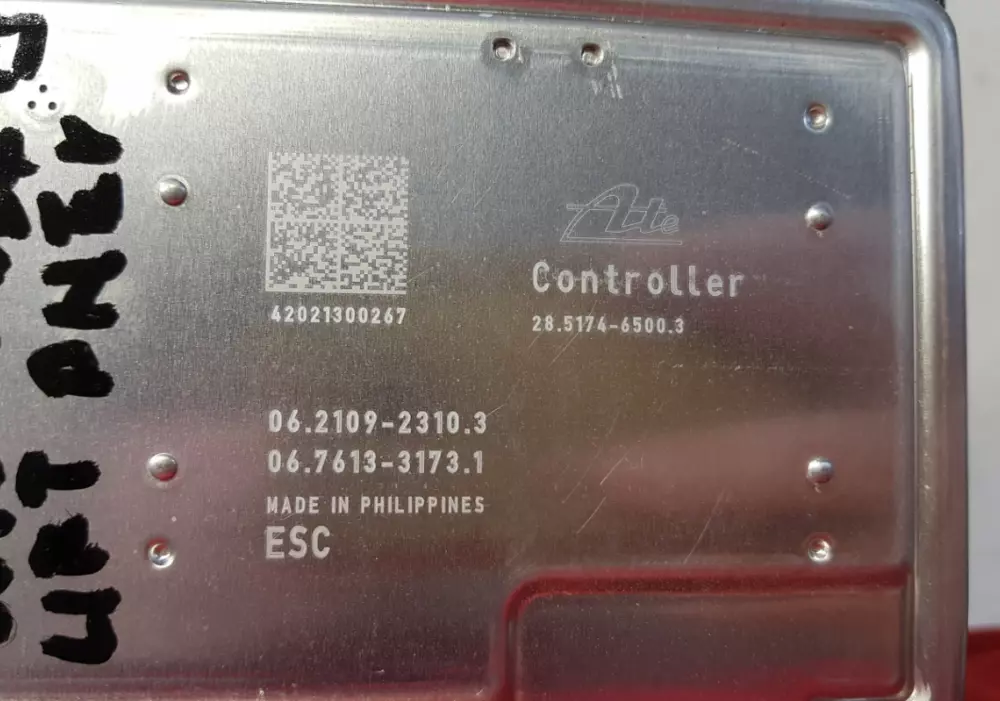 Ate
Controller
28.5174-6500.3
42021300267
06.2109-2310.3
06.7613-3173.1
MADE IN PHILIPPINES
ESC